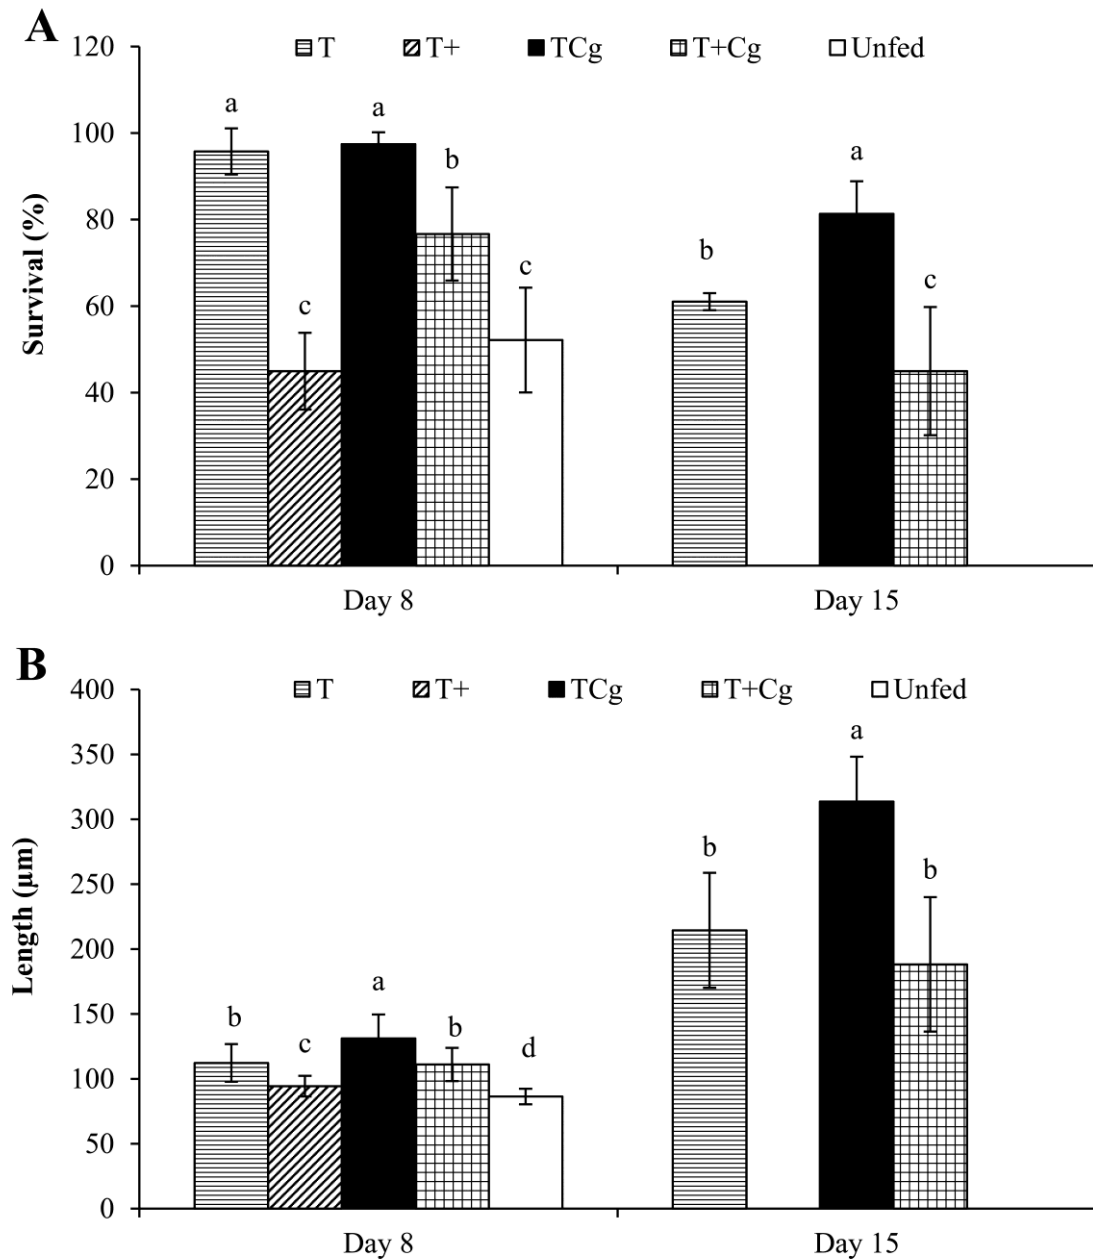 A
T T+ TCg T+Cg Unfed
120
100
80
60
40
20
0
Survival (%)
a c a b c b a c
Day 8 Day 15
B
T T+ TCg T+Cg Unfed
400
350
300
250
200
150
100
50
0
Length (µm)
b c a b d b a b
Day 8 Day 15